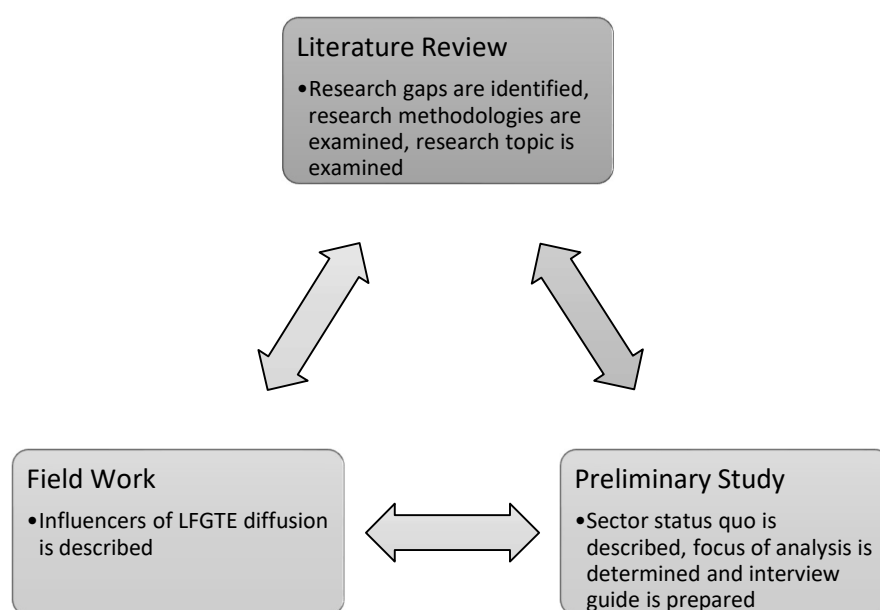 Literature Review
•Research gaps are identified,
research methodologies are
examined, research topic is
examined
Field Work
•Influencers of LFGTE diffusion
is described
Preliminary Study
•Sector status quo is
described, focus of analysis is
determined and interview
guide is prepared